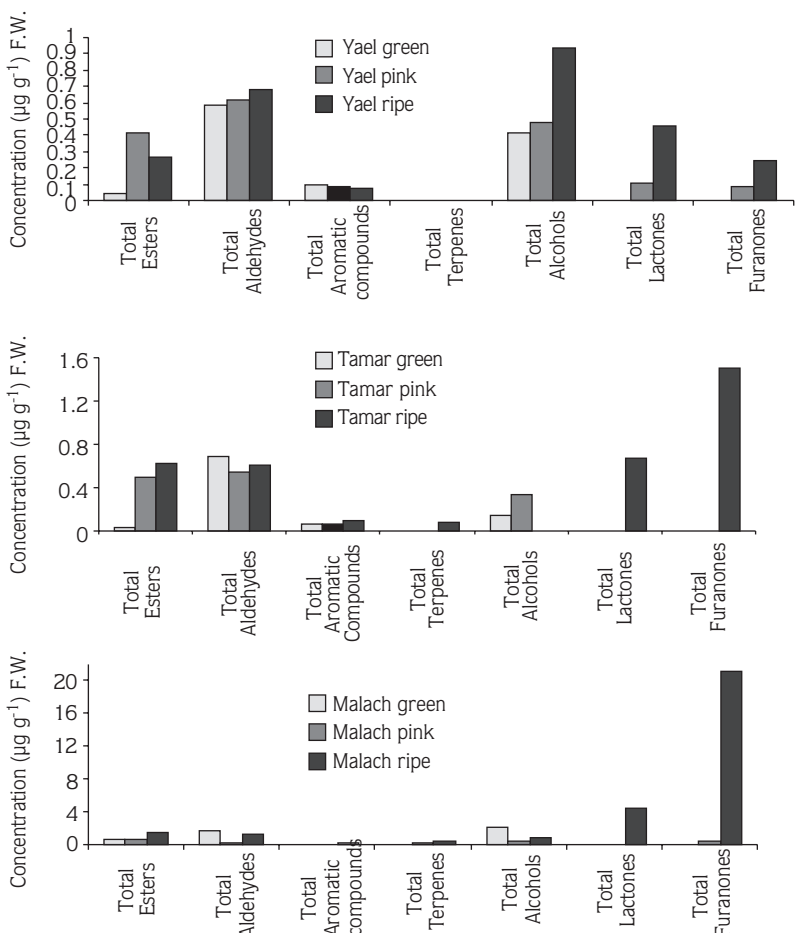 Concentration (µg g⁻¹) F.W.
1
0.9
0.8
0.7
0.6
0.5
0.4
0.3
0.2
0.1
0
Yael green
Yael pink
Yael ripe
Total
Esters
Total
Aldehydes
Total
Aromatic
compounds
Total
Terpenes
Total
Alcohols
Total
Lactones
Total
Furanones
Concentration (µg g⁻¹) F.W.
1.6
1.2
0.8
0.4
0
Tamar green
Tamar pink
Tamar ripe
Total
Esters
Total
Aldehydes
Total
Aromatic
Compounds
Total
Terpenes
Total
Alcohols
Total
Lactones
Total
Furanones
Concentration (µg g⁻¹) F.W.
20
16
12
8
4
0
Malach green
Malach pink
Malach ripe
Total
Esters
Total
Aldehydes
Total
Aromatic
compounds
Total
Terpenes
Total
Alcohols
Total
Lactones
Total
Furanones